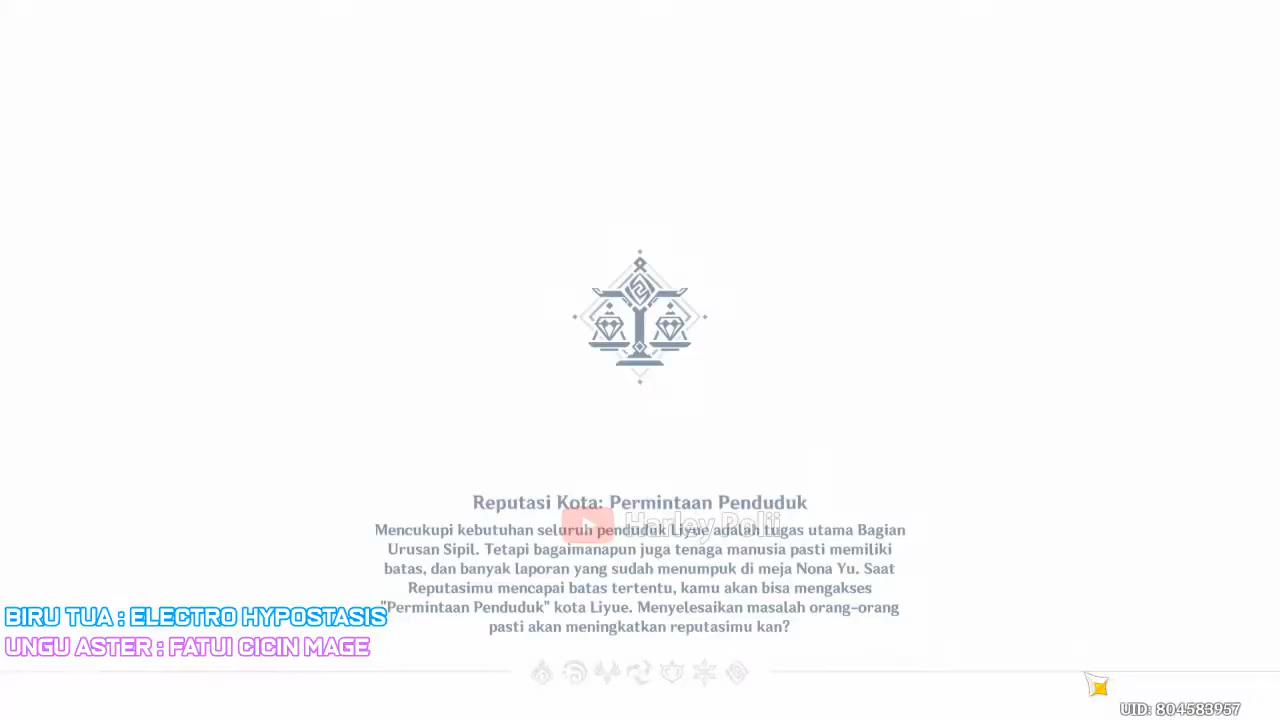 Reputasi Kota: Permintaan Penduduk
Harley Polii
Mencukupi kebutuhan seluruh penduduk Liyue adalah tugas utama Bagian
Urusan Sipil. Tetapi bagaimanapun juga tenaga manusia pasti memiliki
batas, dan banyak laporan yang sudah menumpuk di meja Nona Yu. Saat
Reputasimu mencapai batas tertentu, kamu akan bisa mengakses
"Permintaan Penduduk" kota Liyue. Menyelesaikan masalah orang-orang
pasti akan meningkatkan reputasimu kan?
BIRU TUA : ELECTRO HYPOSTASIS
UNGU ASTER : FATUI CICIN MAGE
UID: 804583957